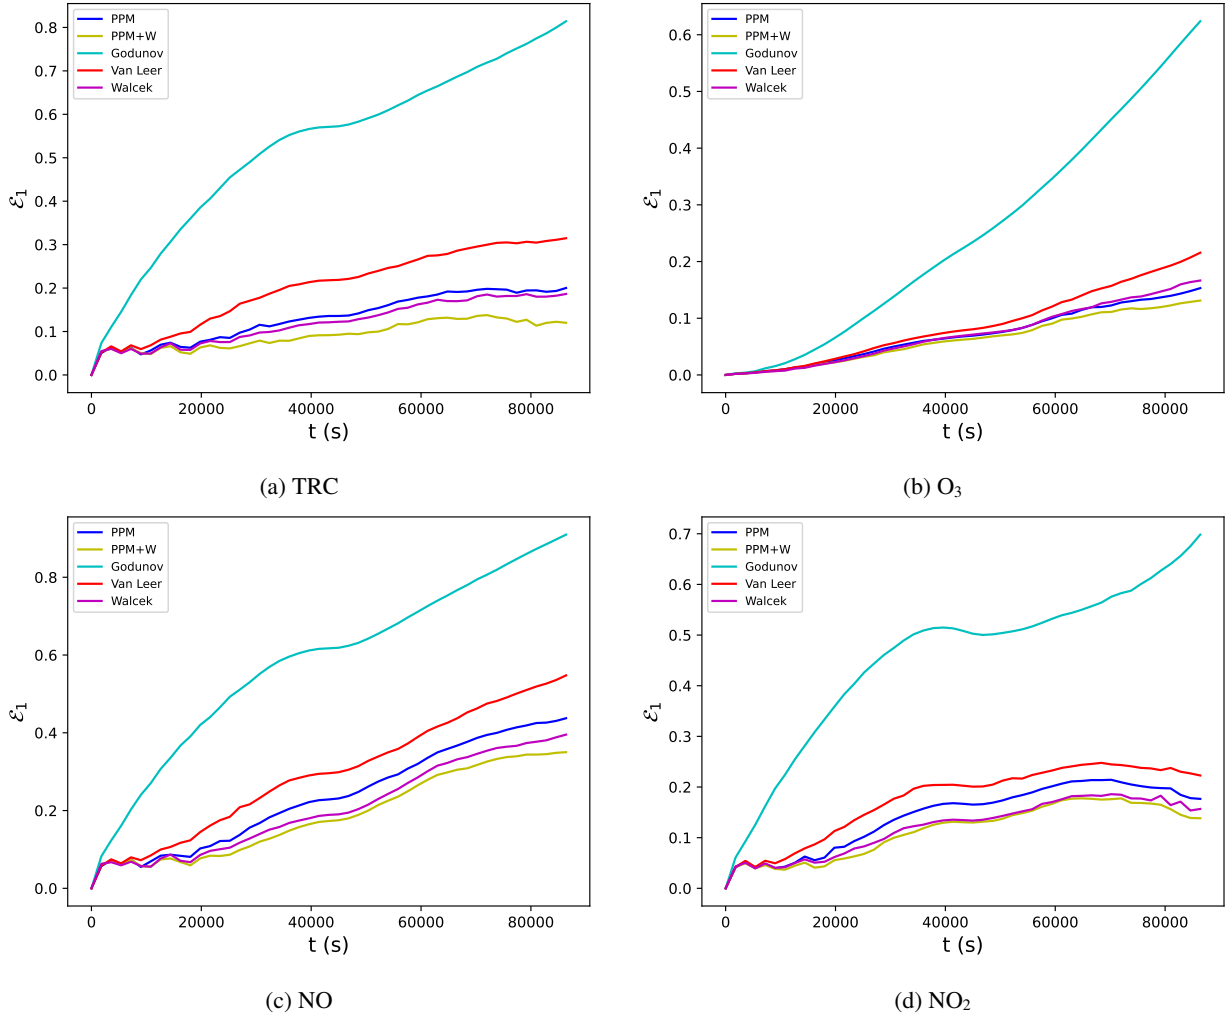 0.8
0.7
0.6
0.5
0.4
0.3
0.2
0.1
0.0
ℰ₁
PPM
PPM+W
Godunov
Van Leer
Walcek
0 20000 40000 60000 80000
t (s)
(a) TRC
0.6
0.5
0.4
0.3
0.2
0.1
0.0
ℰ₁
PPM
PPM+W
Godunov
Van Leer
Walcek
0 20000 40000 60000 80000
t (s)
(b) O₃
0.8
0.6
0.4
0.2
0.0
ℰ₁
PPM
PPM+W
Godunov
Van Leer
Walcek
0 20000 40000 60000 80000
t (s)
(c) NO
0.7
0.6
0.5
0.4
0.3
0.2
0.1
0.0
ℰ₁
PPM
PPM+W
Godunov
Van Leer
Walcek
0 20000 40000 60000 80000
t (s)
(d) NO₂